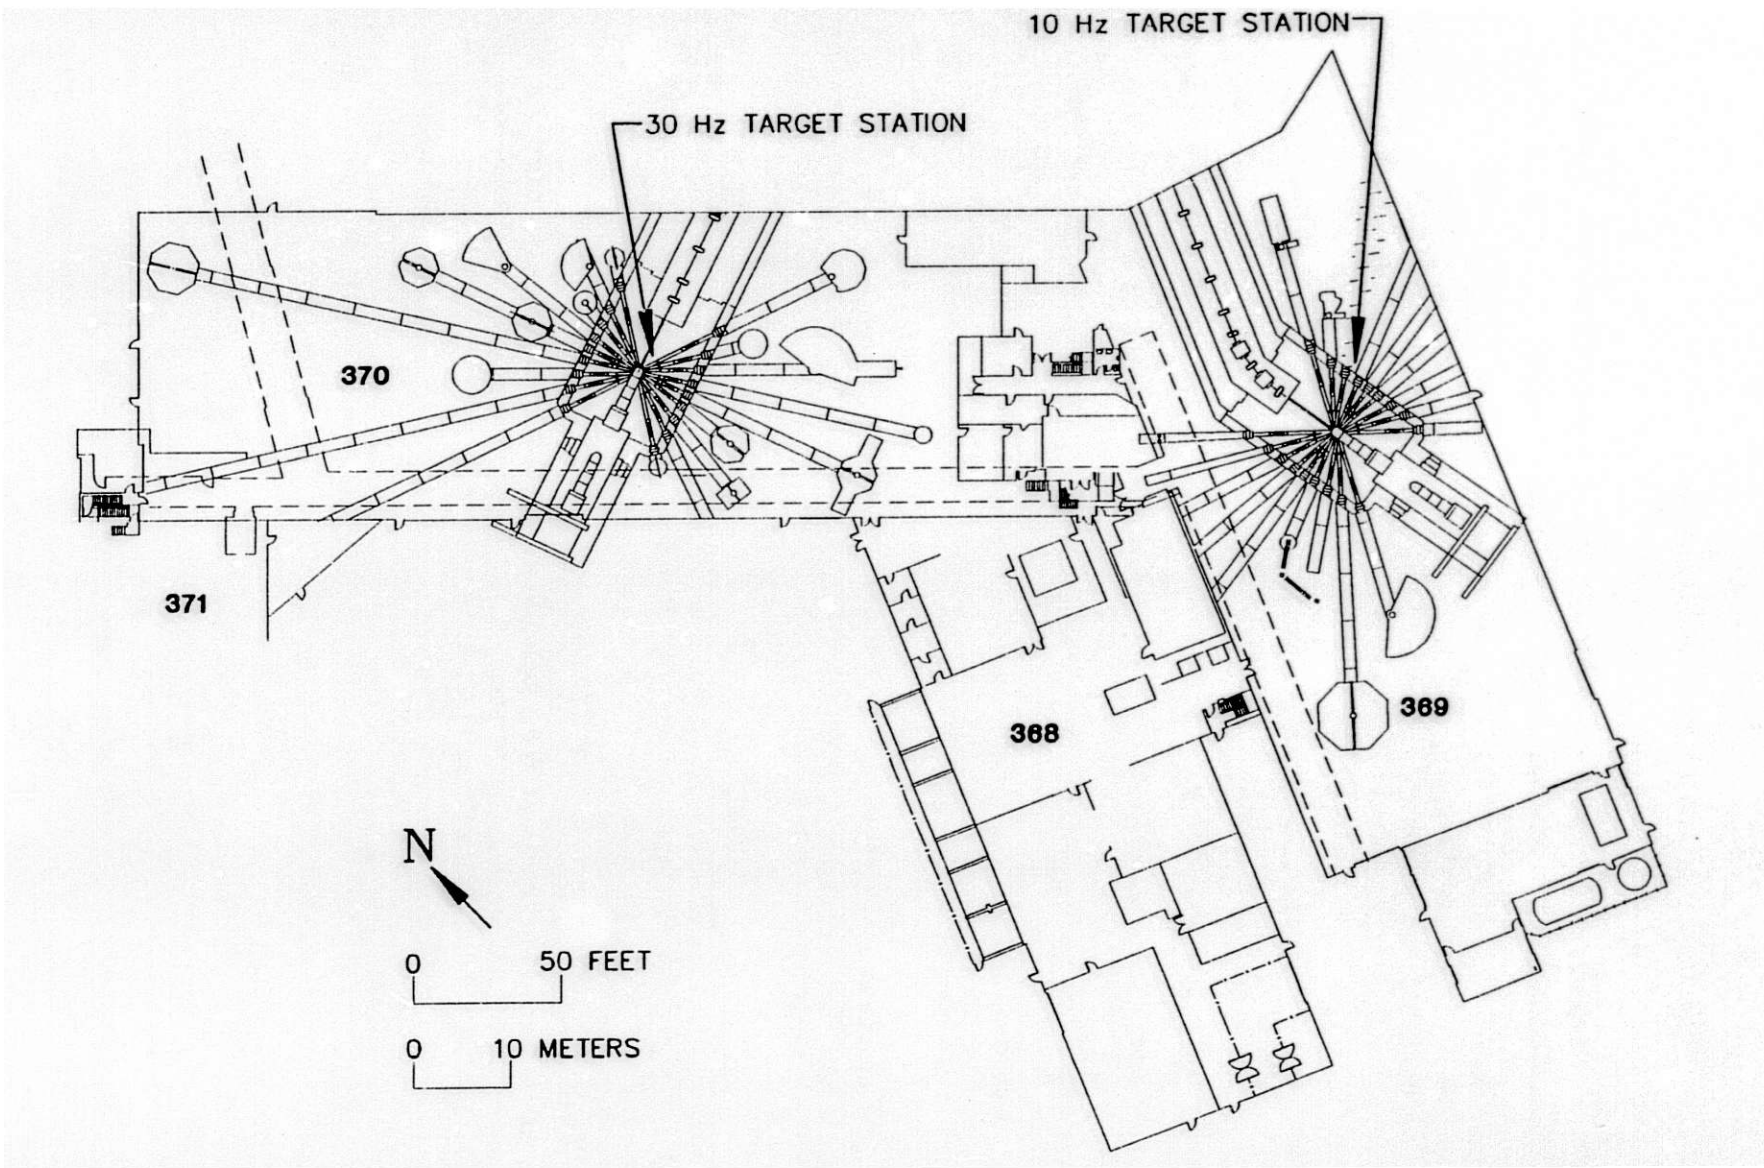 10 Hz TARGET STATION
30 Hz TARGET STATION
370
371
369
368
N
0 50 FEET
0 10 METERS